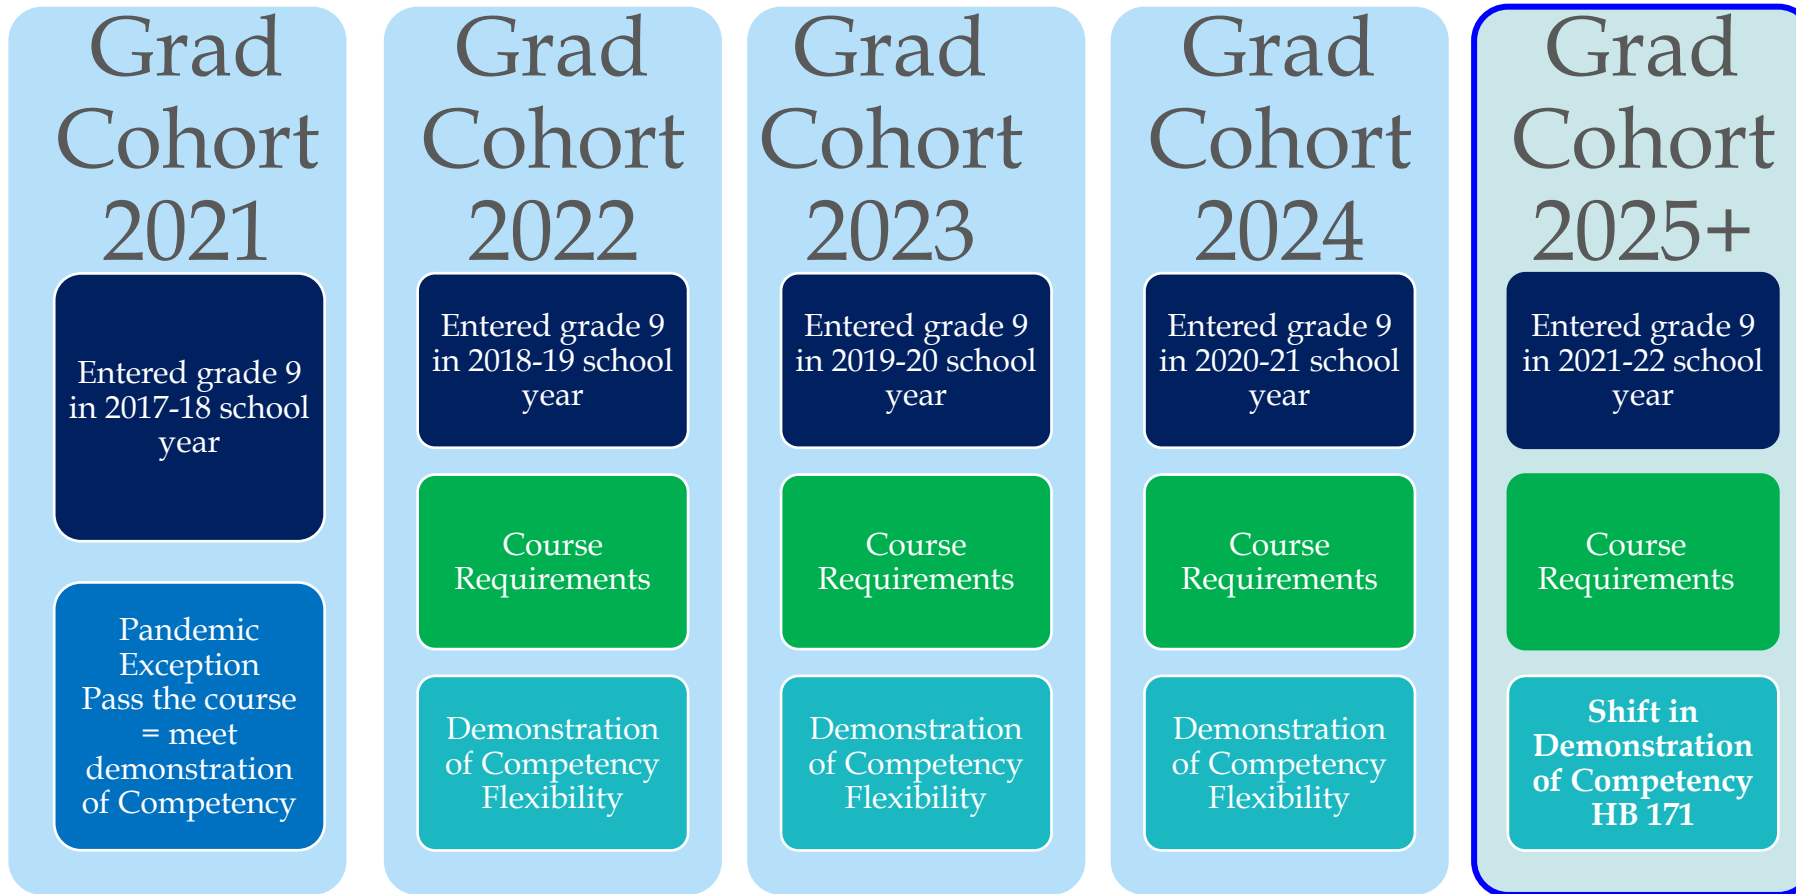 Grad
Cohort
2021
Entered grade 9
in 2017-18 school
year
Pandemic
Exception
Pass the course
= meet
demonstration
of Competency
Grad
Cohort
2022
Entered grade 9
in 2018-19 school
year
Course
Requirements
Demonstration
of Competency
Flexibility
Grad
Cohort
2023
Entered grade 9
in 2019-20 school
year
Course
Requirements
Demonstration
of Competency
Flexibility
Grad
Cohort
2024
Entered grade 9
in 2020-21 school
year
Course
Requirements
Demonstration
of Competency
Flexibility
Grad
Cohort
2025+
Entered grade 9
in 2021-22 school
year
Course
Requirements
Shift in
Demonstration
of Competency
HB 171